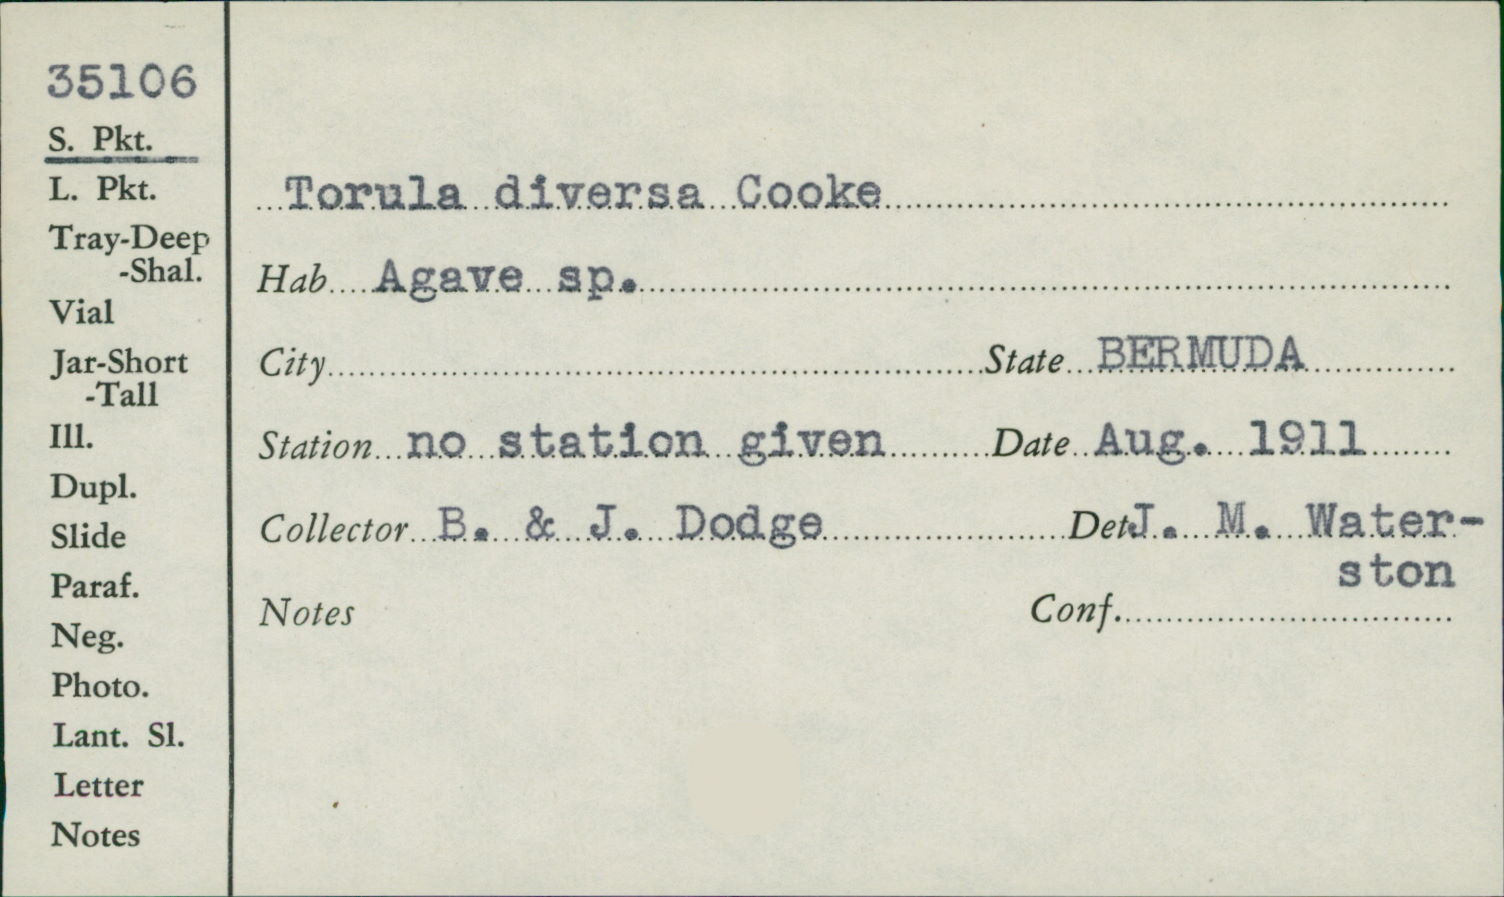 35106
S. Pkt.
L. Pkt.
Tray-Deep
-Shal.
Vial
Jar-Short
-Tall
Ill.
Dupl.
Slide
Paraf.
Neg.
Photo.
Lant. Sl.
Letter
Notes
Torula diversa Cooke
Hab Agave sp.
City State BERMUDA
Station no station given Date Aug. 1911
Collector B. & J. Dodge Det J. M. Water-
ston
Notes Conf.